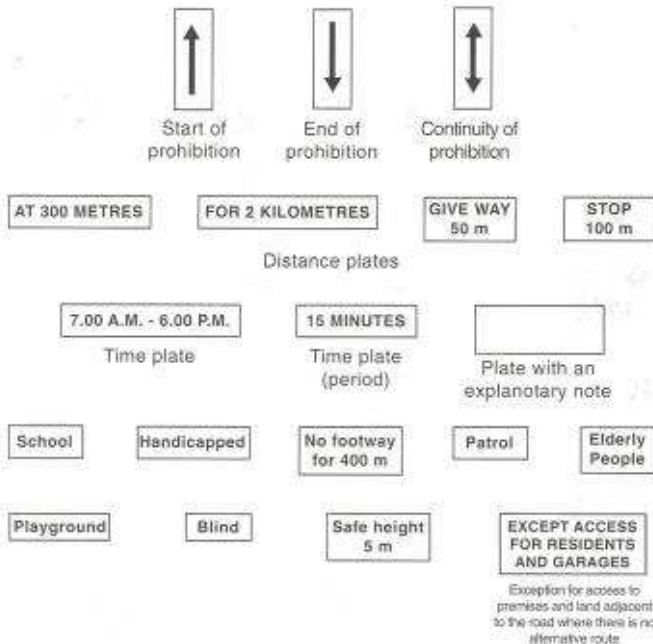 Start of
prohibition
End of
prohibition
Continuity of
prohibition
AT 300 METRES
FOR 2 KILOMETRES
GIVE WAY
50 m
STOP
100 m
Distance plates
7.00 A.M. - 6.00 P.M.
Time plate
15 MINUTES
Time plate
(period)
Plate with an
explanotary note
School
Handicapped
No footway
for 400 m
Patrol
Elderly
People
Playground
Blind
Safe height
5 m
EXCEPT ACCESS
FOR RESIDENTS
AND GARAGES
Exception for access to
premises and land adjacent
to the road where there is no
alternative route